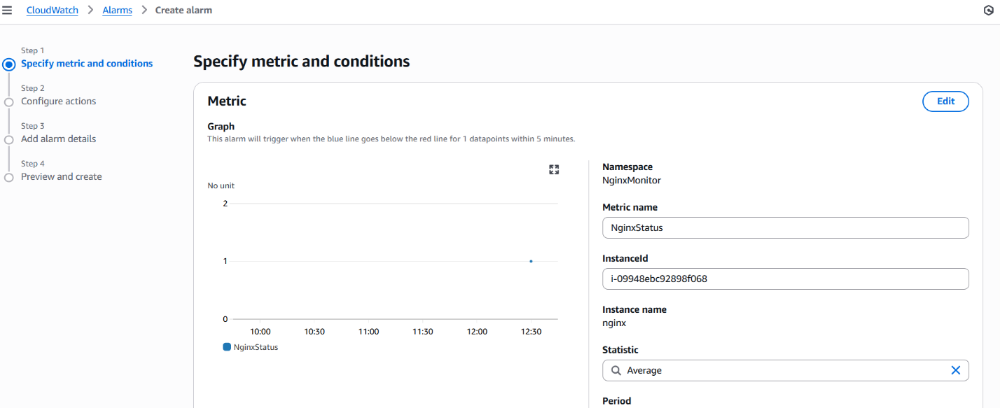 CloudWatch > Alarms > Create alarm
Step 1
Specify metric and conditions
Step 2
Configure actions
Step 3
Add alarm details
Step 4
Preview and create
Specify metric and conditions
Metric
Edit
Graph
This alarm will trigger when the blue line goes below the red line for 1 datapoints within 5 minutes.
No unit
2
1
0
10:00 10:30 11:00 11:30 12:00 12:30
NginxStatus
Namespace
NginxMonitor
Metric name
NginxStatus
InstanceId
i-09948ebc92898f068
Instance name
nginx
Statistic
Average
Period